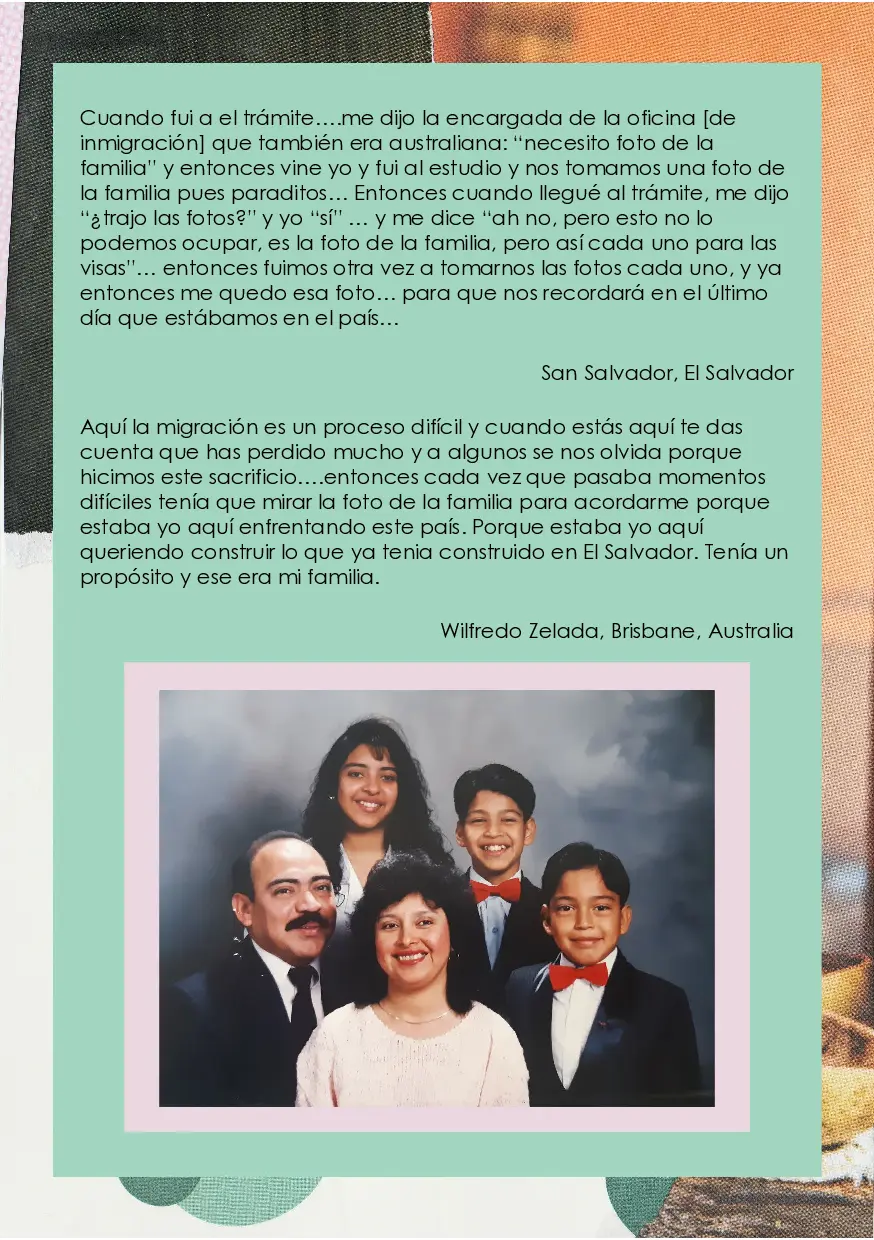 Cuando fui a el trámite….me dijo la encargada de la oficina [de
inmigración] que también era australiana: “necesito foto de la
familia” y entonces vine yo y fui al estudio y nos tomamos una foto de
la familia pues paraditos… Entonces cuando llegué al trámite, me dijo
“¿trajo las fotos?” y yo “sí” … y me dice “ah no, pero esto no lo
podemos ocupar, es la foto de la familia, pero así cada uno para las
visas”… entonces fuimos otra vez a tomarnos las fotos cada uno, y ya
entonces me quedo esa foto… para que nos recordará en el último
día que estábamos en el país…
San Salvador, El Salvador
Aquí la migración es un proceso difícil y cuando estás aquí te das
cuenta que has perdido mucho y a algunos se nos olvida porque
hicimos este sacrificio….entonces cada vez que pasaba momentos
difíciles tenía que mirar la foto de la familia para acordarme porque
estaba yo aquí enfrentando este país. Porque estaba yo aquí
queriendo construir lo que ya tenia construido en El Salvador. Tenía un
propósito y ese era mi familia.
Wilfredo Zelada, Brisbane, Australia